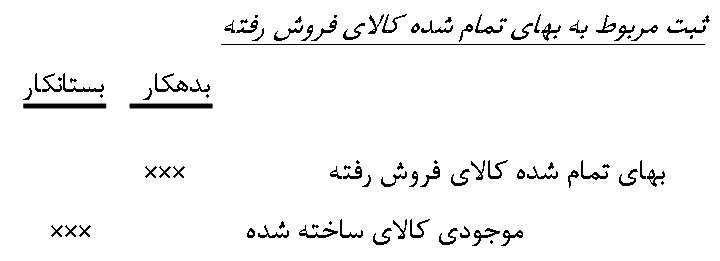 ثبت مربوط به بهای تمام شده کالای فروش رفته
بدهکار بستانکار
بهای تمام شده کالای فروش رفته ×××
موجودی کالای ساخته شده ×××